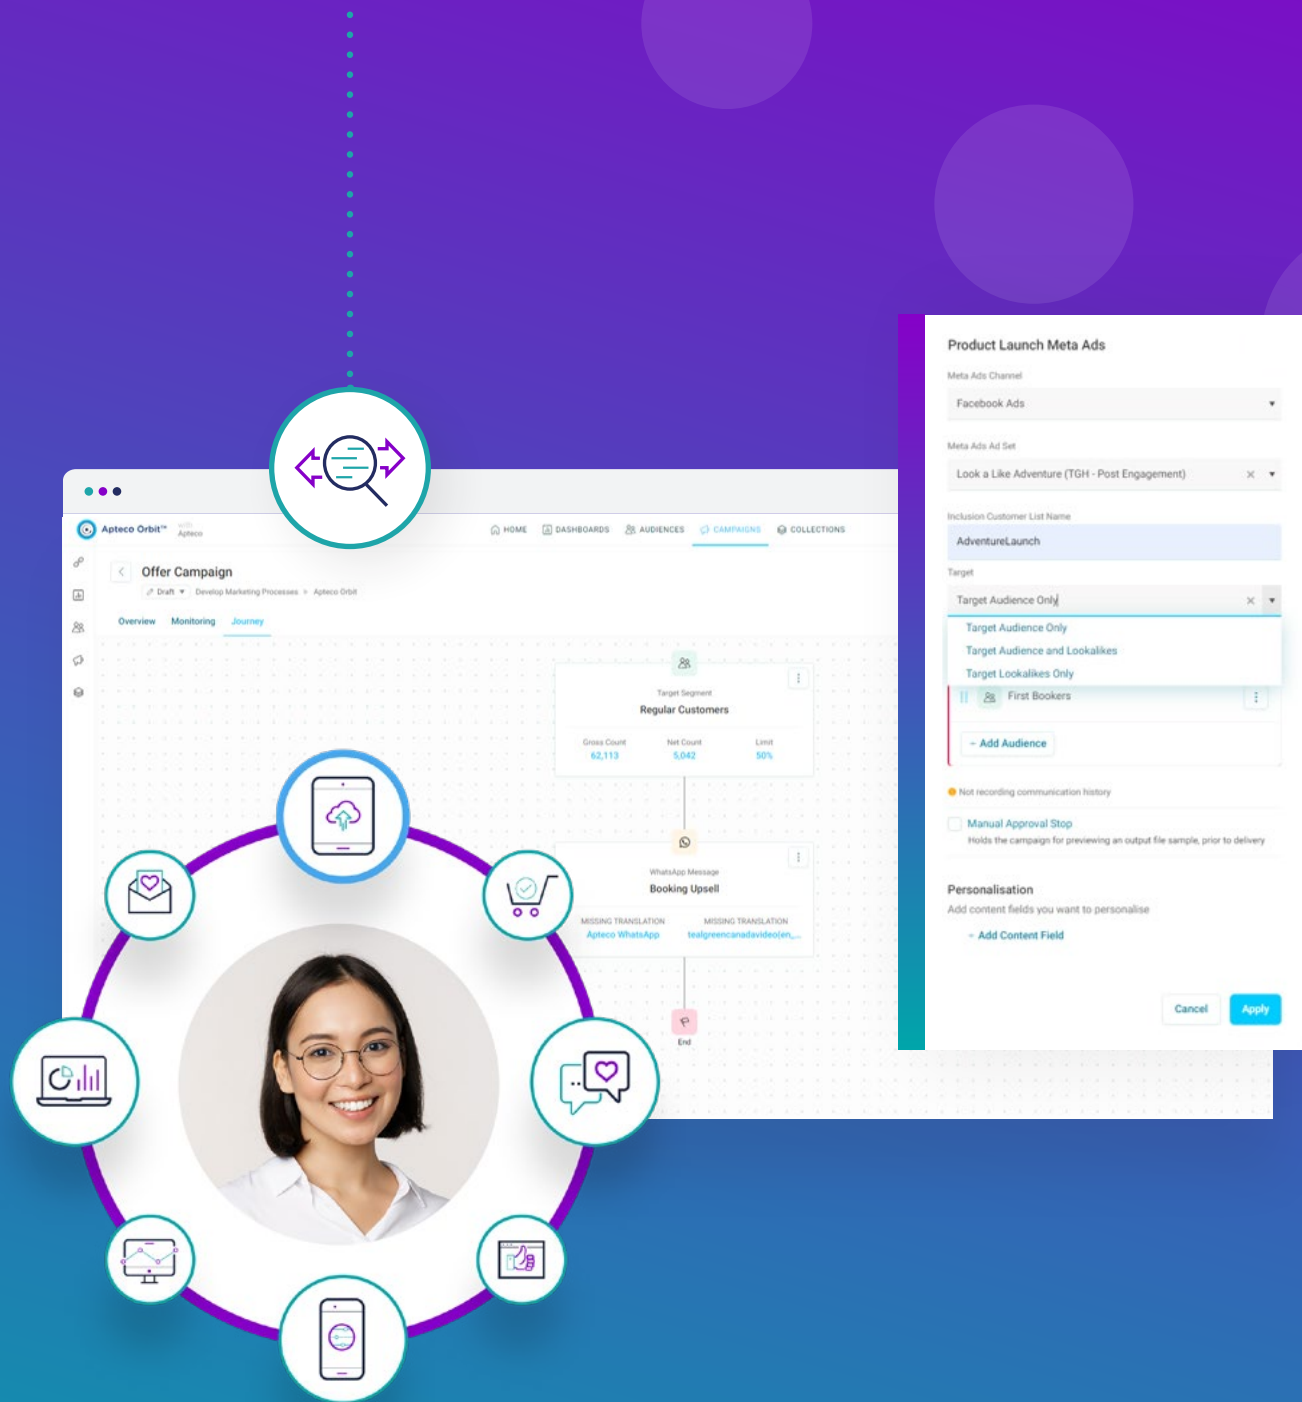 Apteco Orbit™
with
Apteco
HOME
DASHBOARDS
AUDIENCES
CAMPAIGNS
COLLECTIONS
Offer Campaign
Draft
Develop Marketing Processes > Apteco Orbit
Overview
Monitoring
Journey
Target Segment
Regular Customers
Gross Count
Net Count
Limit
62,113
5,042
50%
WhatsApp Message
Booking Upsell
MISSING TRANSLATION
MISSING TRANSLATION
Apteco WhatsApp
tealgreencanadavideo(en_...
End
Product Launch Meta Ads
Meta Ads Channel
Facebook Ads
Meta Ads Ad Set
Look a Like Adventure (TGH - Post Engagement)
Inclusion Customer List Name
AdventureLaunch
Target
Target Audience Only
Target Audience Only
Target Audience and Lookalikes
Target Lookalikes Only
First Bookers
- Add Audience
Not recording communication history
Manual Approval Stop
Holds the campaign for previewing an output file sample, prior to delivery
Personalisation
Add content fields you want to personalise
- Add Content Field
Cancel
Apply